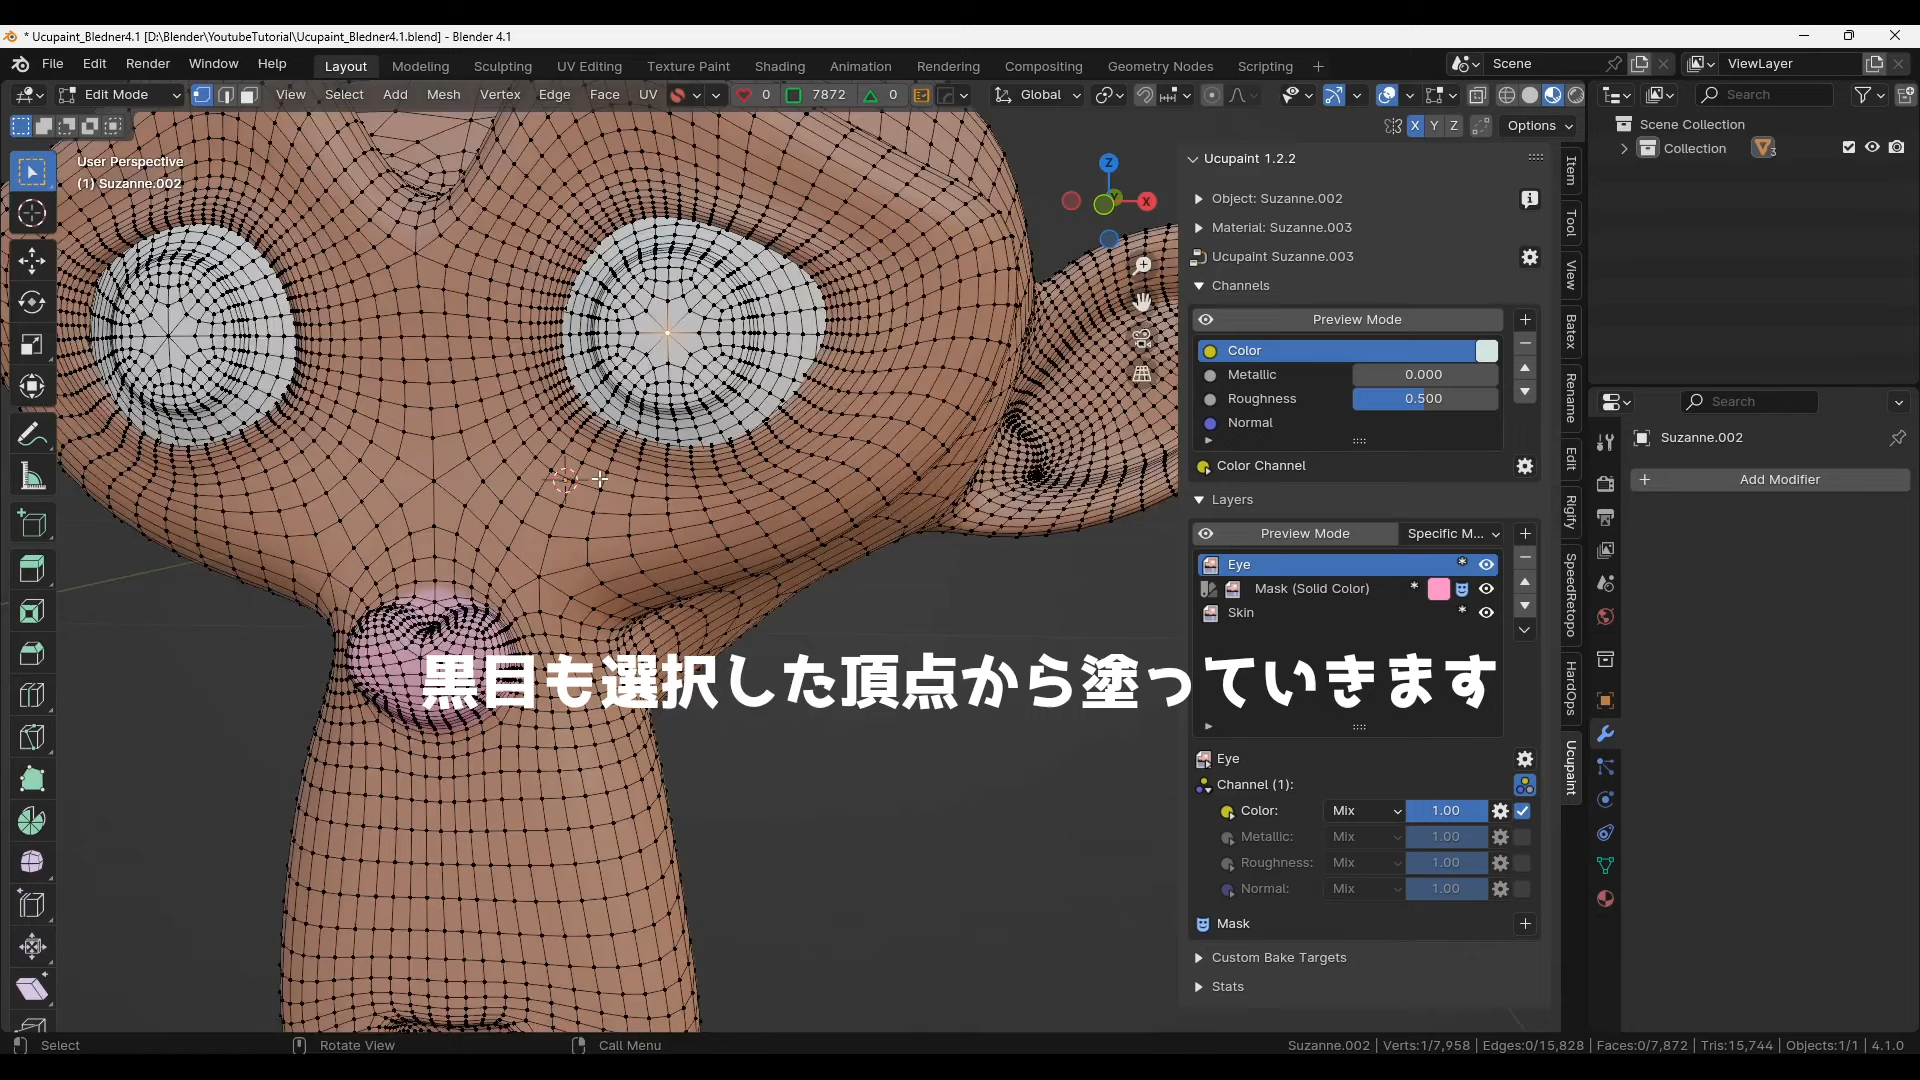 * Ucupaint_Bledner4.1 [D:\Blender\YoutubeTutorial\Ucupaint_Bledner4.1.blend] - Blender 4.1
File Edit Render Window Help Layout Modeling Sculpting UV Editing Texture Paint Shading Animation Rendering Compositing Geometry Nodes Scripting + Scene ViewLayer
Edit Mode View Select Add Mesh Vertex Edge Face UV 0 7872 0 Global Search
X Y Z Options
Scene Collection
Collection 3
User Perspective
(1) Suzanne.002
Z
X
Ucupaint 1.2.2
Object: Suzanne.002
Material: Suzanne.003
Ucupaint Suzanne.003
Channels
Preview Mode
Color
Metallic 0.000
Roughness 0.500
Normal
Color Channel
Layers
Preview Mode Specific M...
Eye *
Mask (Solid Color) *
Skin *
黒目も選択した頂点から塗っていきます
Eye
Channel (1):
Color: Mix 1.00
Metallic: Mix 1.00
Roughness: Mix 1.00
Normal: Mix 1.00
Mask
Custom Bake Targets
Stats
Item
Tool
View
Batex
Rename
Edit
Rigify
SpeedRetopo
HardOps
Ucupaint
Search
Suzanne.002
+ Add Modifier
Select Rotate View Call Menu Suzanne.002 | Verts:1/7,958 | Edges:0/15,828 | Faces:0/7,872 | Tris:15,744 | Objects:1/1 | 4.1.0